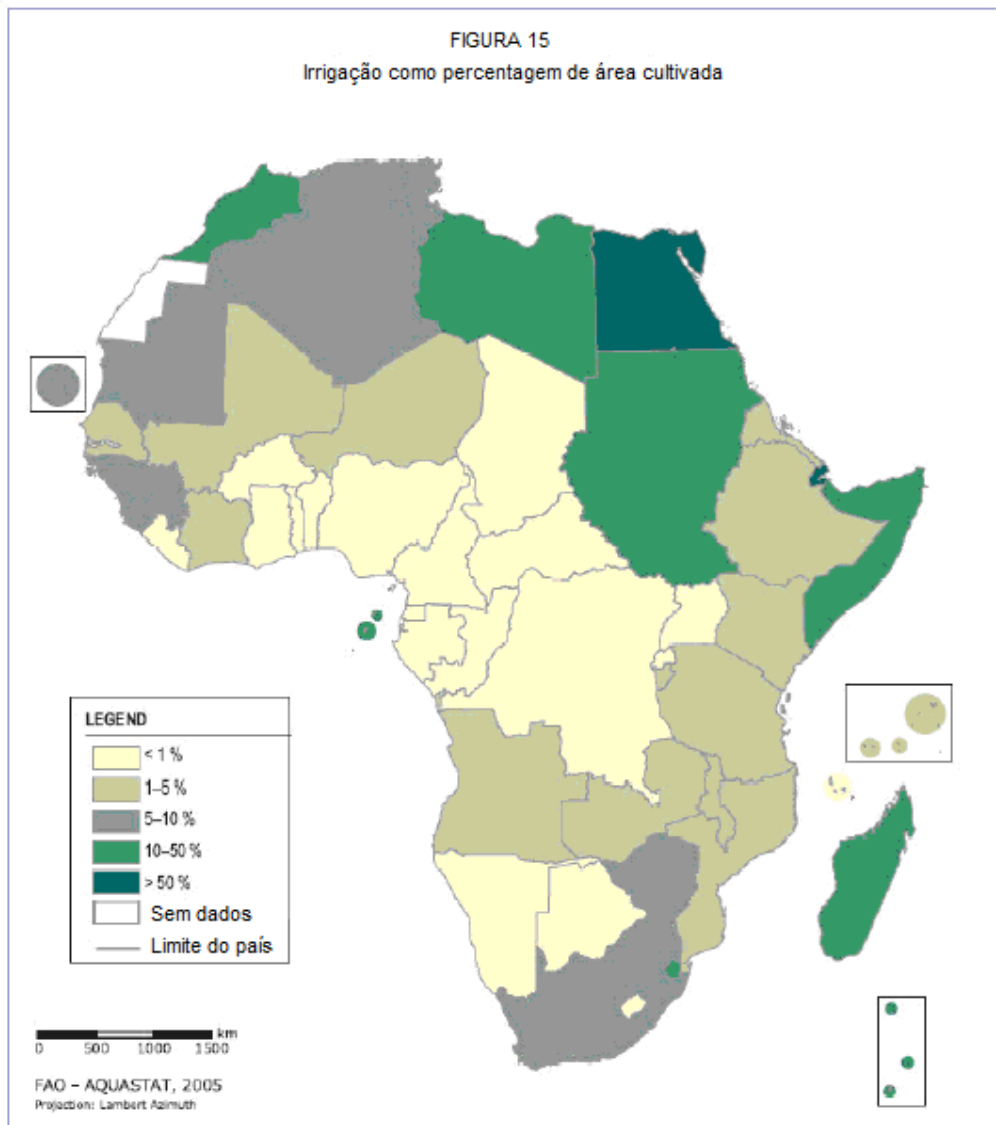 FIGURA 15
Irrigação como percentagem de área cultivada
LEGEND
< 1 %
1–5 %
5–10 %
10–50 %
> 50 %
Sem dados
Limite do país
km
0 500 1000 1500
FAO – AQUASTAT, 2005
Projection: Lambert Azimuth